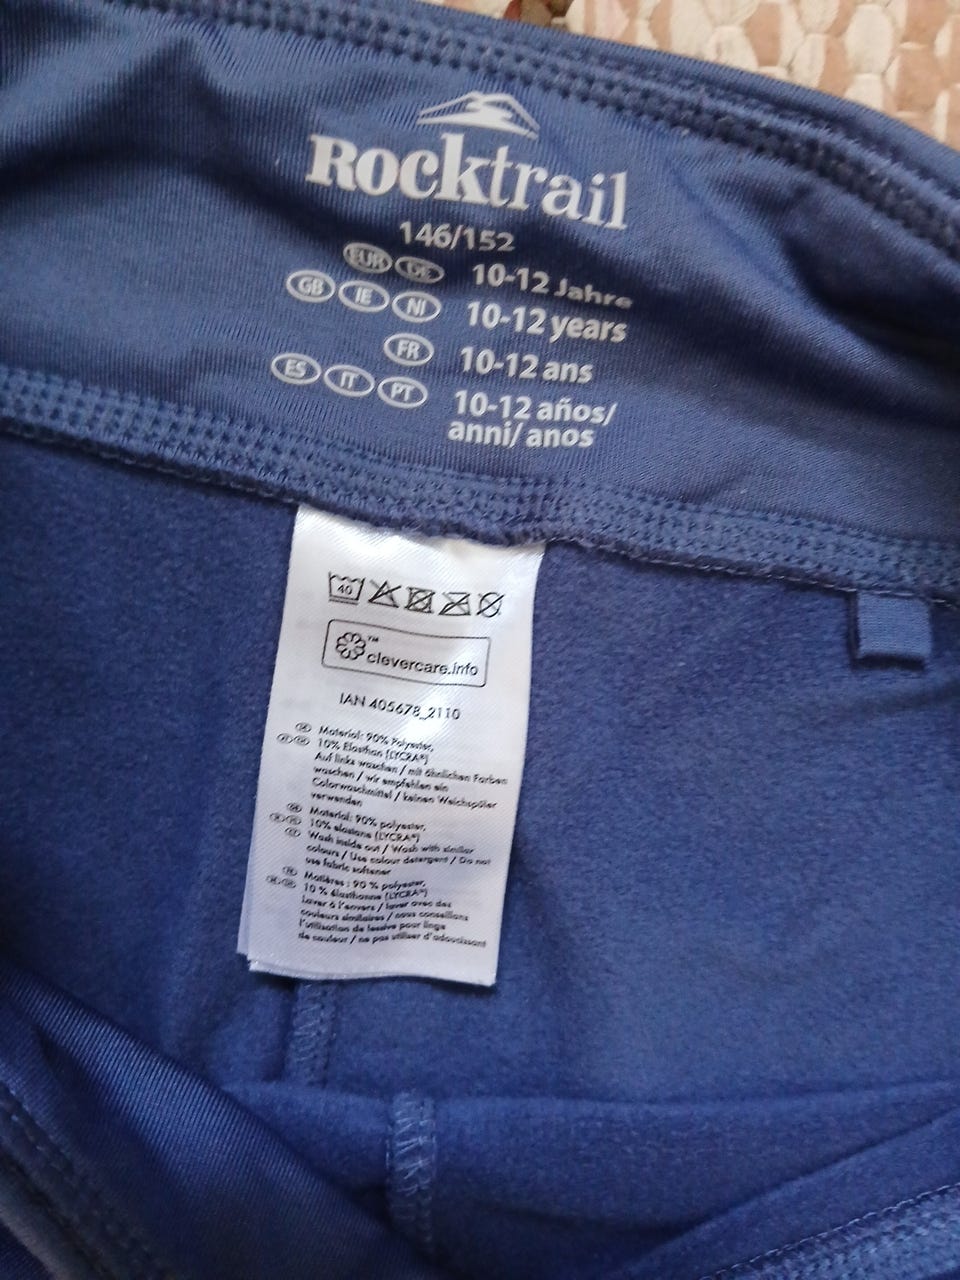 Rocktrail
146/152
EUR DE 10-12 Jahre
GB IE NI 10-12 years
FR 10-12 ans
ES IT PT 10-12 años/
anni/anos
40
™
clevercare.info
IAN 405678_2110
Material: 90% Polyester,
10% Elasthan (LYCRA®)
Auf links waschen / mit ähnlichen Farben
waschen / wir empfehlen ein
Colorwaschmittel / keinen Weichspüler
verwenden
Material: 90% polyester,
10% elastane (LYCRA®)
Wash inside out / Wash with similar
colours / Use colour detergent / Do not
use fabric softener
Matières : 90 % polyester,
10 % élasthanne (LYCRA®)
Laver à l'envers / laver avec des
couleurs similaires / nous conseillons
l'utilisation de lessive pour linge
de couleur / ne pas utiliser d'adoucissant